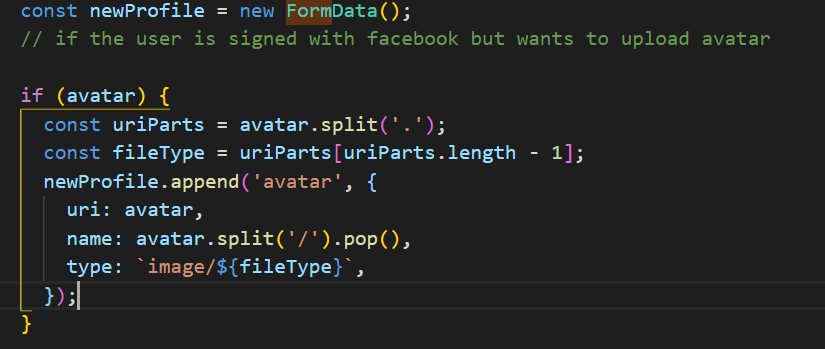 const newProfile = new FormData();
// if the user is signed with facebook but wants to upload avatar
if (avatar) {
const uriParts = avatar.split('.');
const fileType = uriParts[uriParts.length - 1];
newProfile.append('avatar', {
uri: avatar,
name: avatar.split('/').pop(),
type: `image/${fileType}`,
});
}